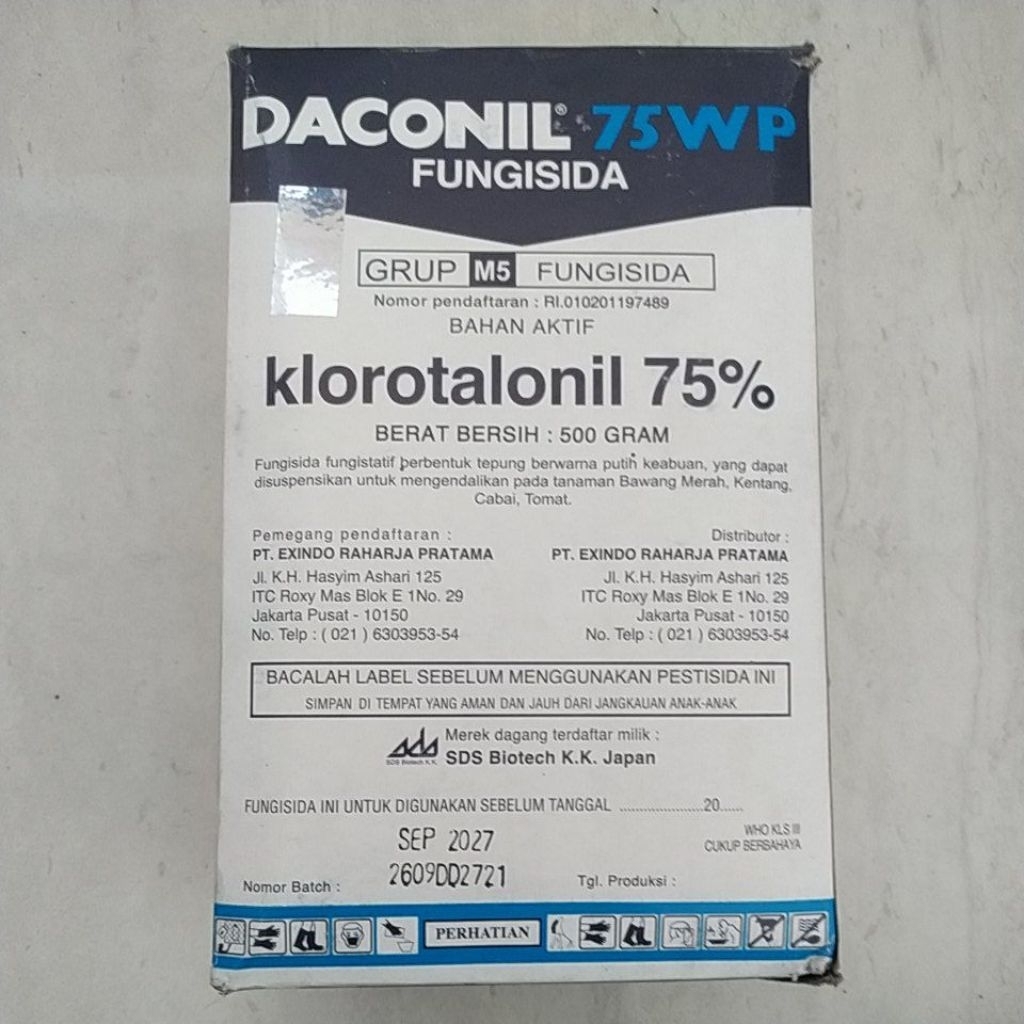 DACONIL® 75WP
FUNGISIDA
GRUP M5 FUNGISIDA
Nomor pendaftaran : RI.010201197489
BAHAN AKTIF
klorotalonil 75%
BERAT BERSIH : 500 GRAM
Fungisida fungistatif berbentuk tepung berwarna putih keabuan, yang dapat
disuspensikan untuk mengendalikan pada tanaman Bawang Merah, Kentang,
Cabai, Tomat.
Pemegang pendaftaran :
PT. EXINDO RAHARJA PRATAMA
Jl. K.H. Hasyim Ashari 125
ITC Roxy Mas Blok E 1No. 29
Jakarta Pusat - 10150
No. Telp : ( 021 ) 6303953-54
Distributor :
PT. EXINDO RAHARJA PRATAMA
Jl. K.H. Hasyim Ashari 125
ITC Roxy Mas Blok E 1No. 29
Jakarta Pusat - 10150
No. Telp : ( 021 ) 6303953-54
BACALAH LABEL SEBELUM MENGGUNAKAN PESTISIDA INI
SIMPAN DI TEMPAT YANG AMAN DAN JAUH DARI JANGKAUAN ANAK-ANAK
sds
SDS Biotech K.K.
Merek dagang terdaftar milik :
SDS Biotech K.K. Japan
FUNGISIDA INI UNTUK DIGUNAKAN SEBELUM TANGGAL .....................20......
SEP 2027
WHO KLS III
CUKUP BERBAHAYA
2609DD2721
Nomor Batch :
Tgl. Produksi :
PERHATIAN